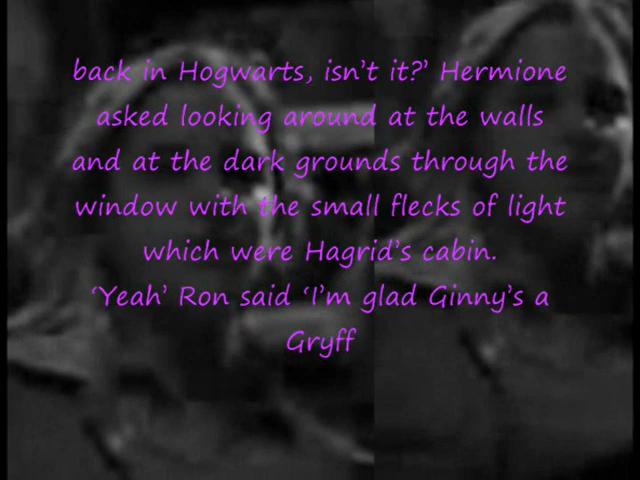 back in Hogwarts, isn't it?' Hermione
asked looking around at the walls
and at the dark grounds through the
window with the small flecks of light
which were Hagrid's cabin.
‘Yeah’ Ron said ‘I’m glad Ginny’s a
Gryff